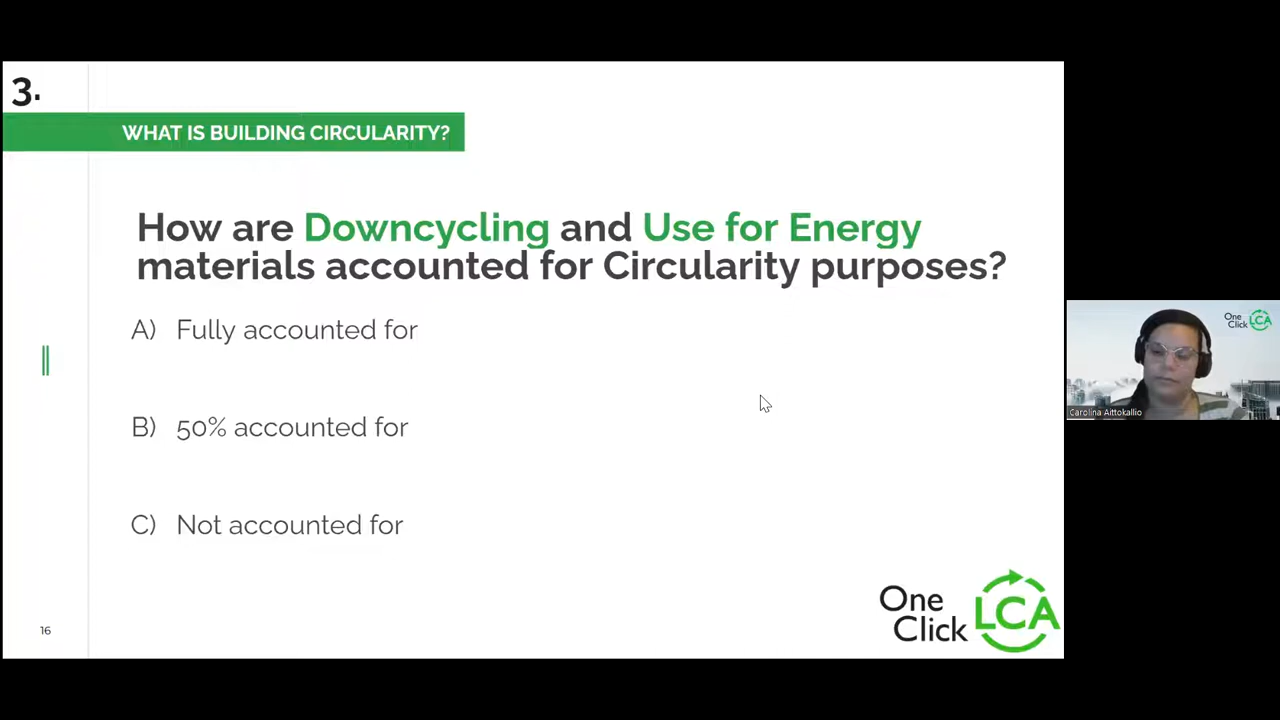 3.
WHAT IS BUILDING CIRCULARITY?
How are Downcycling and Use for Energy
materials accounted for Circularity purposes?
A) Fully accounted for
B) 50% accounted for
C) Not accounted for
16
One
Click LCA
One
Click LCA
Carolina Aittokallio